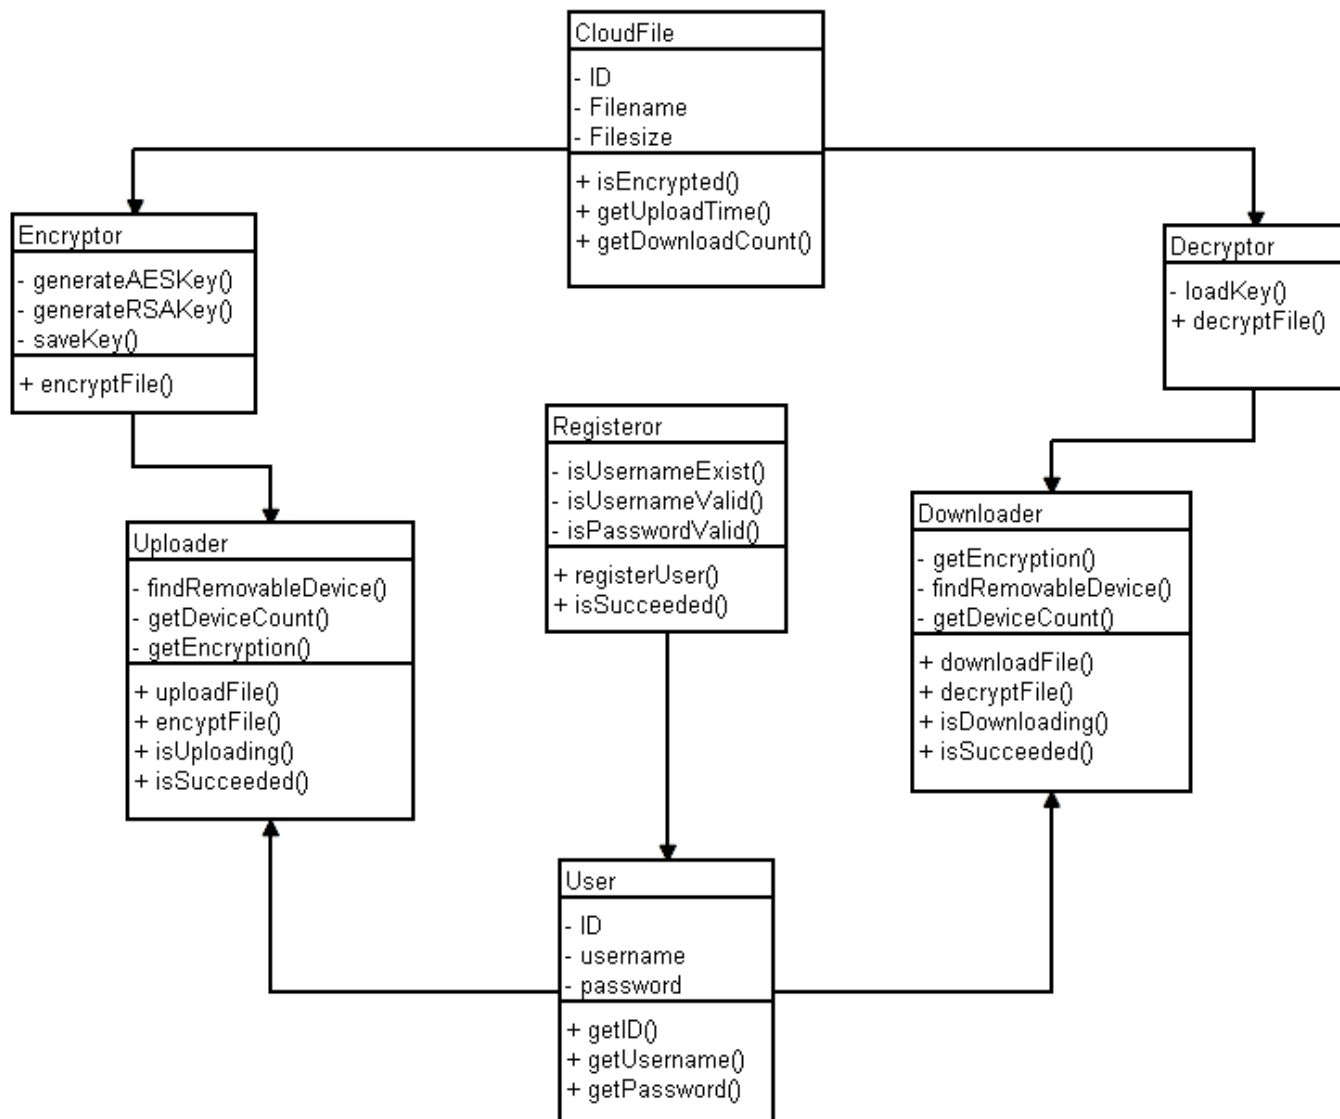 CloudFile
- ID
- Filename
- Filesize
+ isEncrypted()
+ getUploadTime()
+ getDownloadCount()
Encryptor
- generateAESKey()
- generateRSAKey()
- saveKey()
+ encryptFile()
Decryptor
- loadKey()
+ decryptFile()
Registeror
- isUsernameExist()
- isUsernameValid()
- isPasswordValid()
+ registerUser()
+ isSucceeded()
Uploader
- findRemovableDevice()
- getDeviceCount()
- getEncryption()
+ uploadFile()
+ encyptFile()
+ isUploading()
+ isSucceeded()
Downloader
- getEncryption()
- findRemovableDevice()
- getDeviceCount()
+ downloadFile()
+ decryptFile()
+ isDownloading()
+ isSucceeded()
User
- ID
- username
- password
+ getID()
+ getUsername()
+ getPassword()